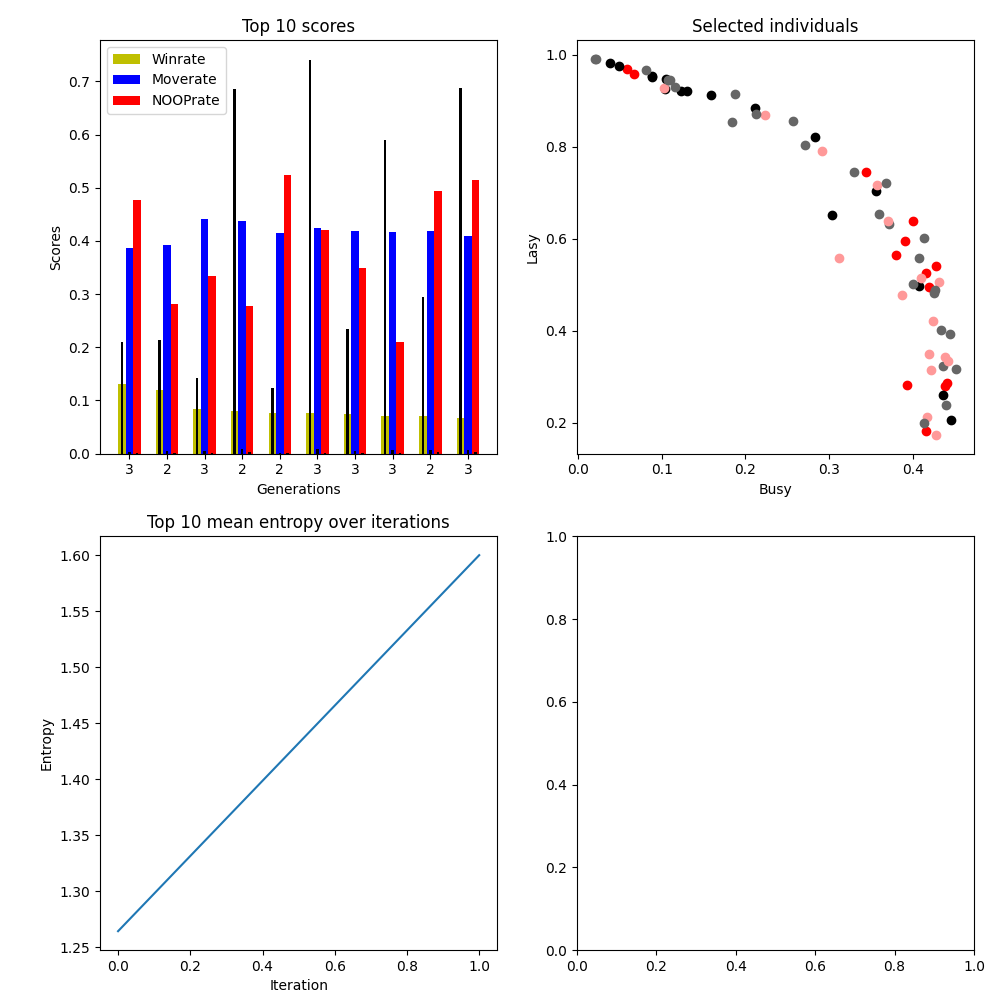 Top 10 scores
Winrate
Moverate
NOOPrate
0.7
0.6
0.5
0.4
0.3
0.2
0.1
0.0
Scores
3 2 3 2 2 3 3 3 2 3
Generations
Selected individuals
1.0
0.8
0.6
0.4
0.2
Lasy
0.0 0.1 0.2 0.3 0.4
Busy
Top 10 mean entropy over iterations
1.60
1.55
1.50
1.45
1.40
1.35
1.30
1.25
Entropy
0.0 0.2 0.4 0.6 0.8 1.0
Iteration
1.0
0.8
0.6
0.4
0.2
0.0
0.0 0.2 0.4 0.6 0.8 1.0